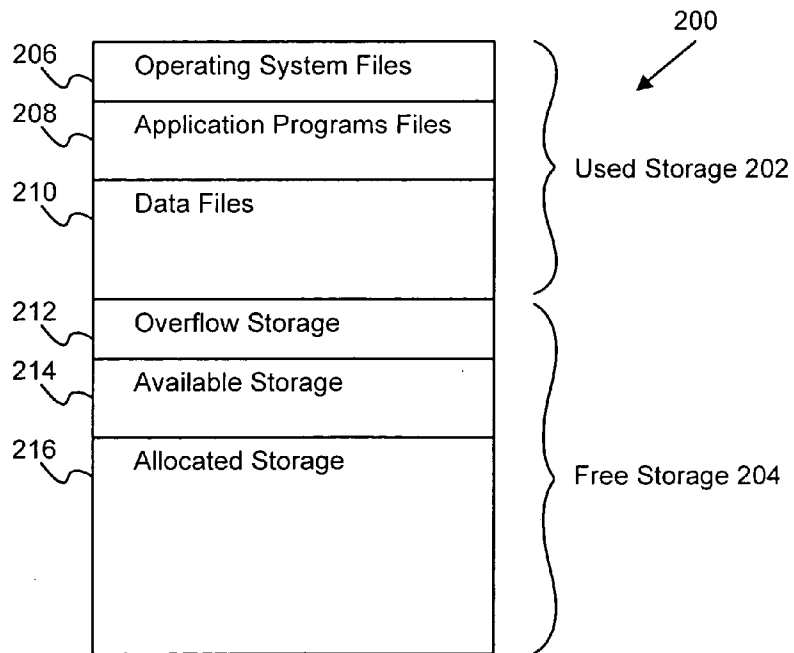 200
206
Operating System Files
208
Application Programs Files
Used Storage 202
210
Data Files
212
Overflow Storage
214
Available Storage
216
Allocated Storage
Free Storage 204